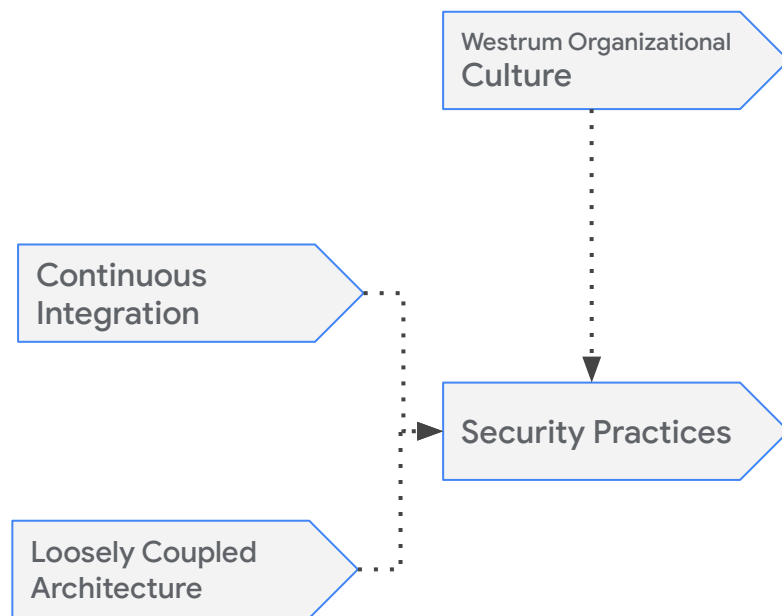 Westrum Organizational
Culture
Continuous
Integration
Security Practices
Loosely Coupled
Architecture